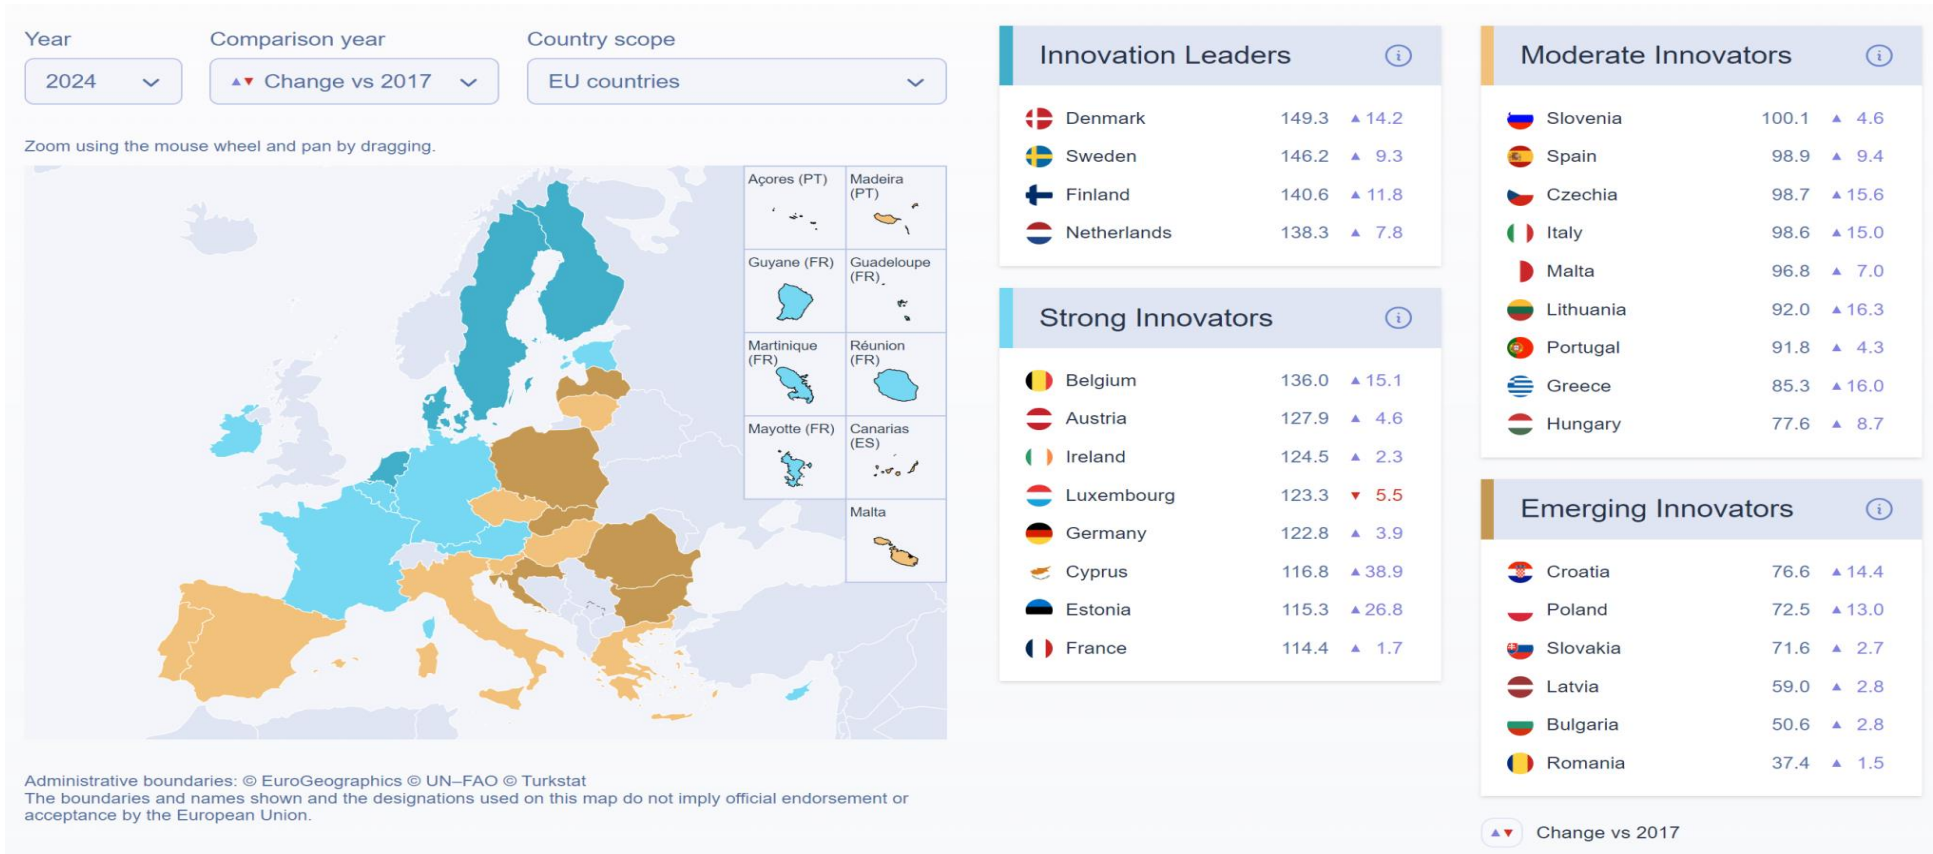 Year
Comparison year
Country scope
2024
▲▼ Change vs 2017
EU countries
Zoom using the mouse wheel and pan by dragging.
Açores (PT)
Madeira
(PT)
Guyane (FR)
Guadeloupe
(FR)
Martinique
(FR)
Réunion
(FR)
Mayotte (FR)
Canarias
(ES)
Malta
Administrative boundaries: © EuroGeographics © UN–FAO © Turkstat
The boundaries and names shown and the designations used on this map do not imply official endorsement or
acceptance by the European Union.
Innovation Leaders
Denmark 149.3 ▲ 14.2
Sweden 146.2 ▲ 9.3
Finland 140.6 ▲ 11.8
Netherlands 138.3 ▲ 7.8
Strong Innovators
Belgium 136.0 ▲ 15.1
Austria 127.9 ▲ 4.6
Ireland 124.5 ▲ 2.3
Luxembourg 123.3 ▼ 5.5
Germany 122.8 ▲ 3.9
Cyprus 116.8 ▲ 38.9
Estonia 115.3 ▲ 26.8
France 114.4 ▲ 1.7
Moderate Innovators
Slovenia 100.1 ▲ 4.6
Spain 98.9 ▲ 9.4
Czechia 98.7 ▲ 15.6
Italy 98.6 ▲ 15.0
Malta 96.8 ▲ 7.0
Lithuania 92.0 ▲ 16.3
Portugal 91.8 ▲ 4.3
Greece 85.3 ▲ 16.0
Hungary 77.6 ▲ 8.7
Emerging Innovators
Croatia 76.6 ▲ 14.4
Poland 72.5 ▲ 13.0
Slovakia 71.6 ▲ 2.7
Latvia 59.0 ▲ 2.8
Bulgaria 50.6 ▲ 2.8
Romania 37.4 ▲ 1.5
▲▼ Change vs 2017